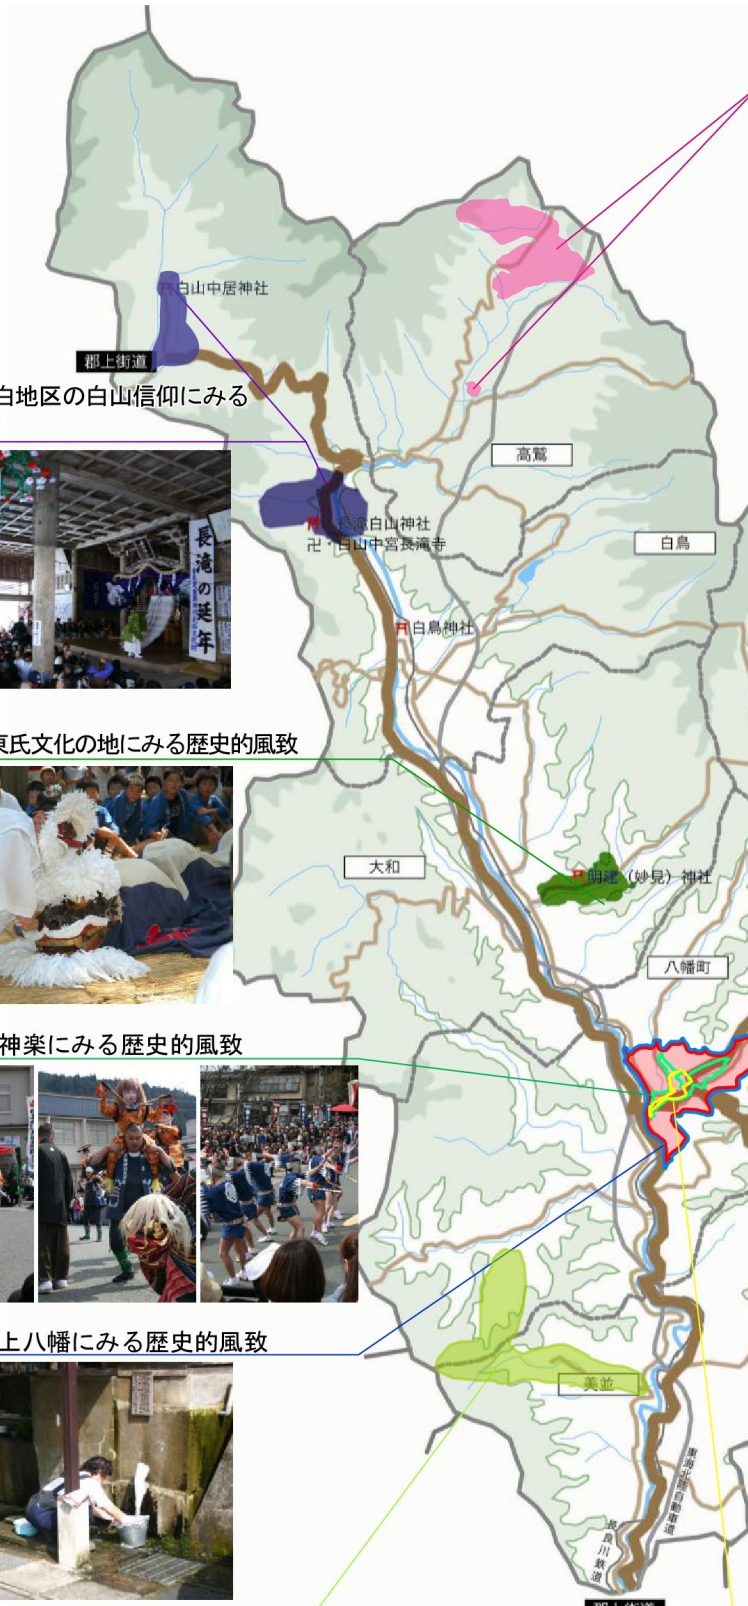 白山中居神社
郡上街道
白地区の白山信仰にみる
高鷲
長滝白山神社
卍・白山中宮長滝寺
長滝の延年
白鳥
白鳥神社
東氏文化の地にみる歴史的風致
大和
明建（妙見）神社
八幡町
神楽にみる歴史的風致
上八幡にみる歴史的風致
美並
東海北陸自動車道
長良川鉄道
郡上街道